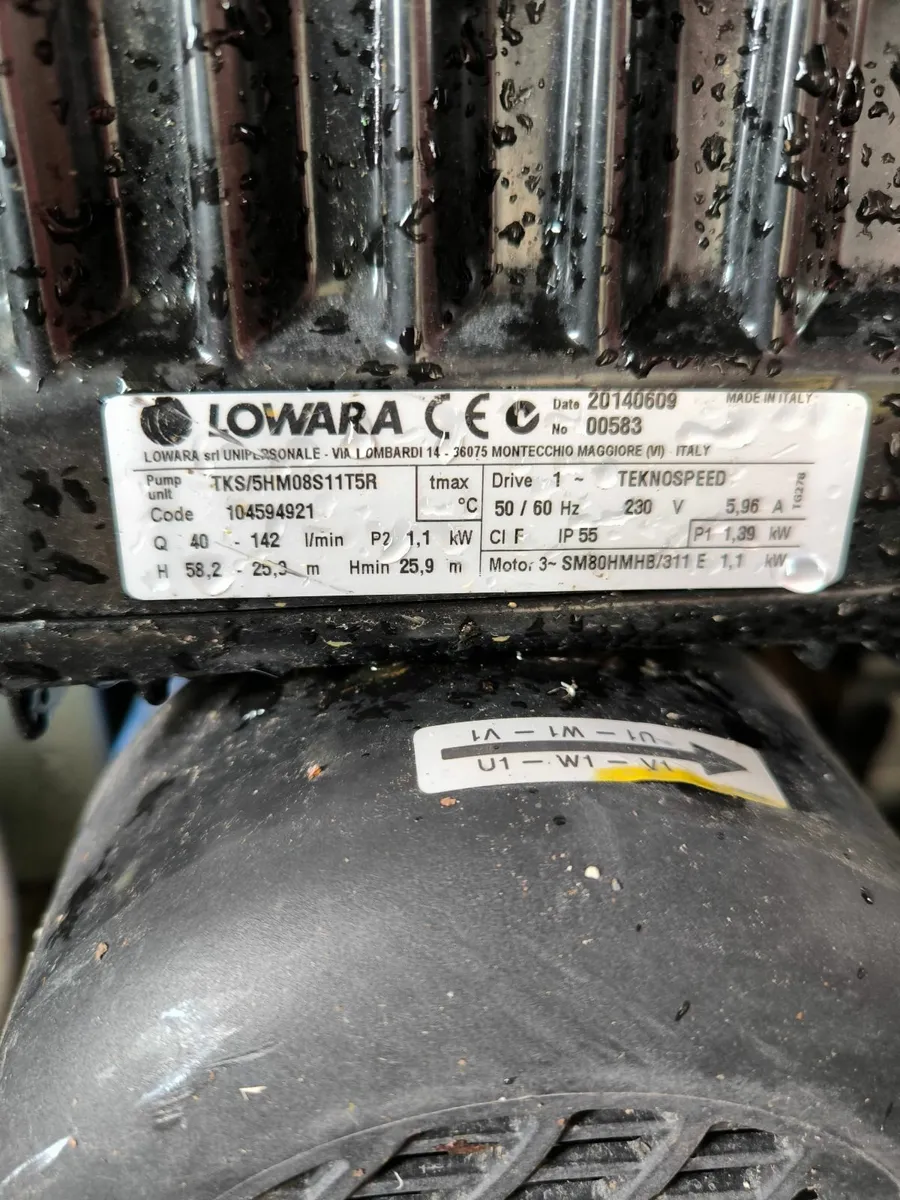 LOWARA CE Date 20140609 MADE IN ITALY
No 00583
LOWARA srl UNIPERSONALE - VIA LOMBARDI 14 - 36075 MONTECCHIO MAGGIORE (VI) - ITALY
Pump unit TKS/5HM08S11T5R
Code 104594921
tmax
°C
Q 40 - 142 l/min P2 1,1 kW
H 58,2 - 25,3 m Hmin 25,9 m
Drive 1 ~ TEKNOSPEED
50 / 60 Hz 230 V 5,96 A
Cl F IP 55 P1 1,39 kW
Motor 3~ SM80HMHB/311 E 1,1 kW
U1 - W1 - V1
U1 - W1 - V1